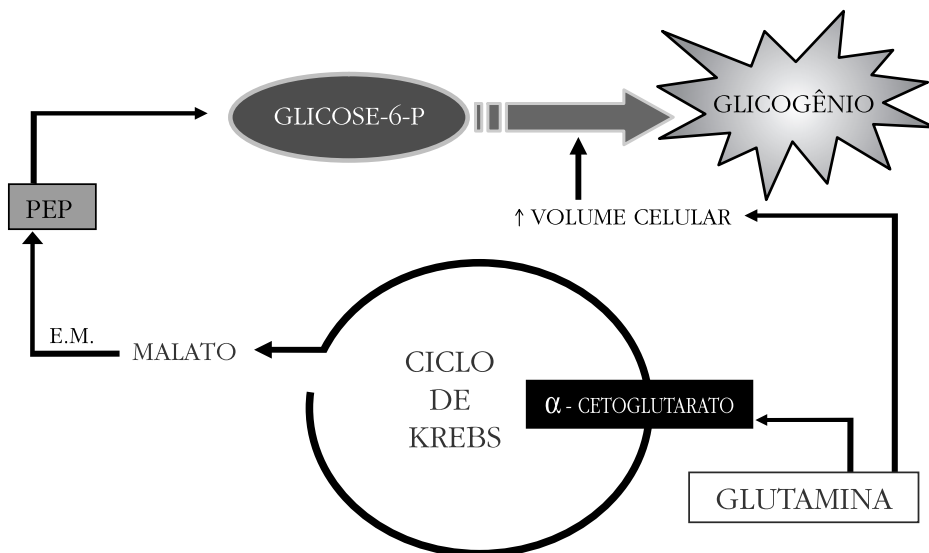 GLICOSE-6-P
GLICOGÊNIO
PEP
↑ VOLUME CELULAR
E.M.
MALATO
CICLO
DE
KREBS
α - CETOGLUTARATO
GLUTAMINA